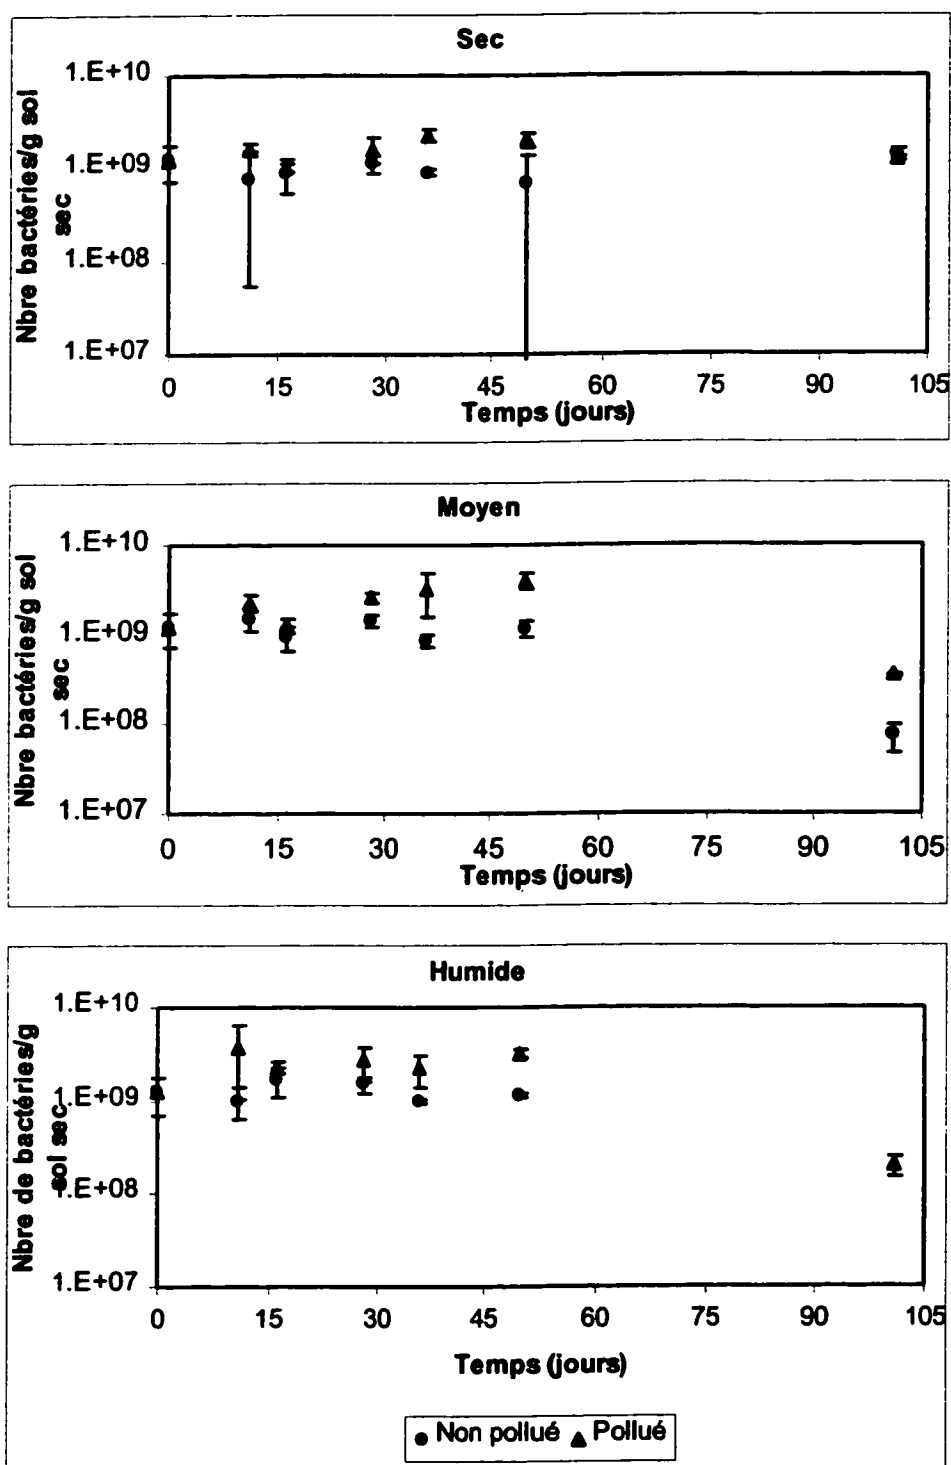 Sec
Nbre bactéries/g sol
sec
1.E+10
1.E+09
1.E+08
1.E+07
0 15 30 45 60 75 90 105
Temps (jours)
Moyen
Nbre bactéries/g sol
sec
1.E+10
1.E+09
1.E+08
1.E+07
0 15 30 45 60 75 90 105
Temps (jours)
Humide
Nbre de bactéries/g
sol sec
1.E+10
1.E+09
1.E+08
1.E+07
0 15 30 45 60 75 90 105
Temps (jours)
Non pollué Pollué